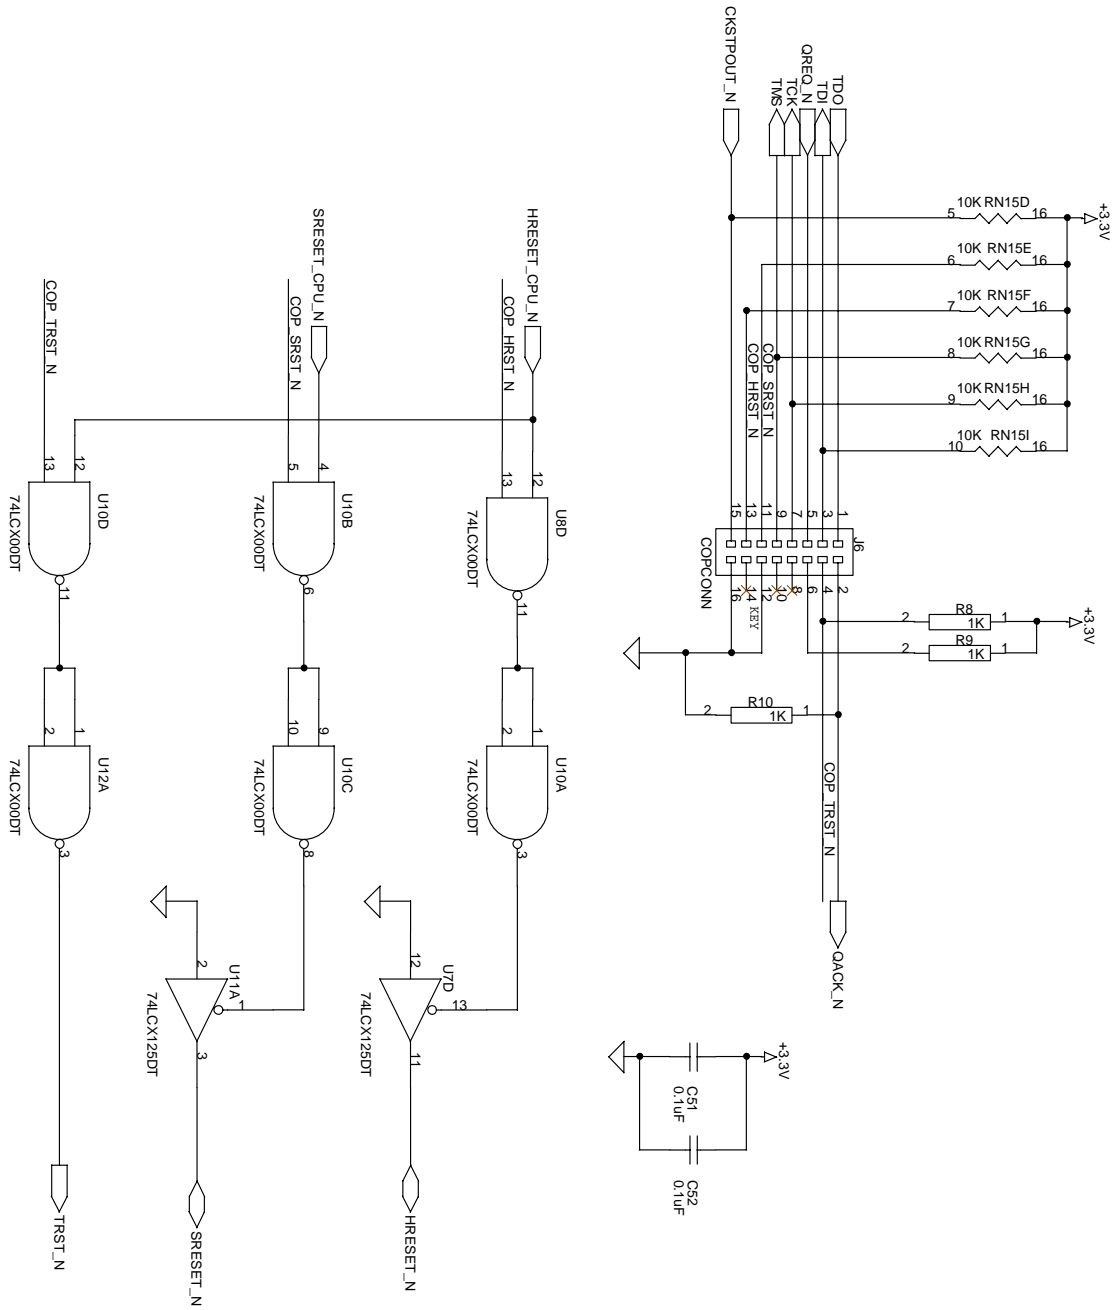 CKSTPOUT_N
TMS
TCK
QREQ_N
TDI
TDO
+3.3V
10K RN15D
5
16
10K RN15E
6
16
10K RN15F
7
16
10K RN15G
8
16
10K RN15H
9
16
10K RN15I
10
16
COP_SRST_N
COP_HRST_N
15
13
11
9
7
5
3
1
J6
COPCONN
16
14
12
10
8
6
4
2
KEY
+3.3V
R8
2
1K
1
R9
2
1K
1
R10
2
1K
1
COP_TRST_N
QACK_N
+3.3V
C51
0.1uF
C52
0.1uF
HRESET_CPU_N
COP_HRST_N
12
13
U8D
74LCX00DT
11
1
2
U10A
74LCX00DT
3
12
13
U7D
74LCX125DT
11
HRESET_N
SRESET_CPU_N
COP_SRST_N
4
5
U10B
74LCX00DT
6
9
10
U10C
74LCX00DT
8
2
1
U11A
74LCX125DT
3
SRESET_N
COP_TRST_N
12
13
U10D
74LCX00DT
11
1
2
U12A
74LCX00DT
3
TRST_N